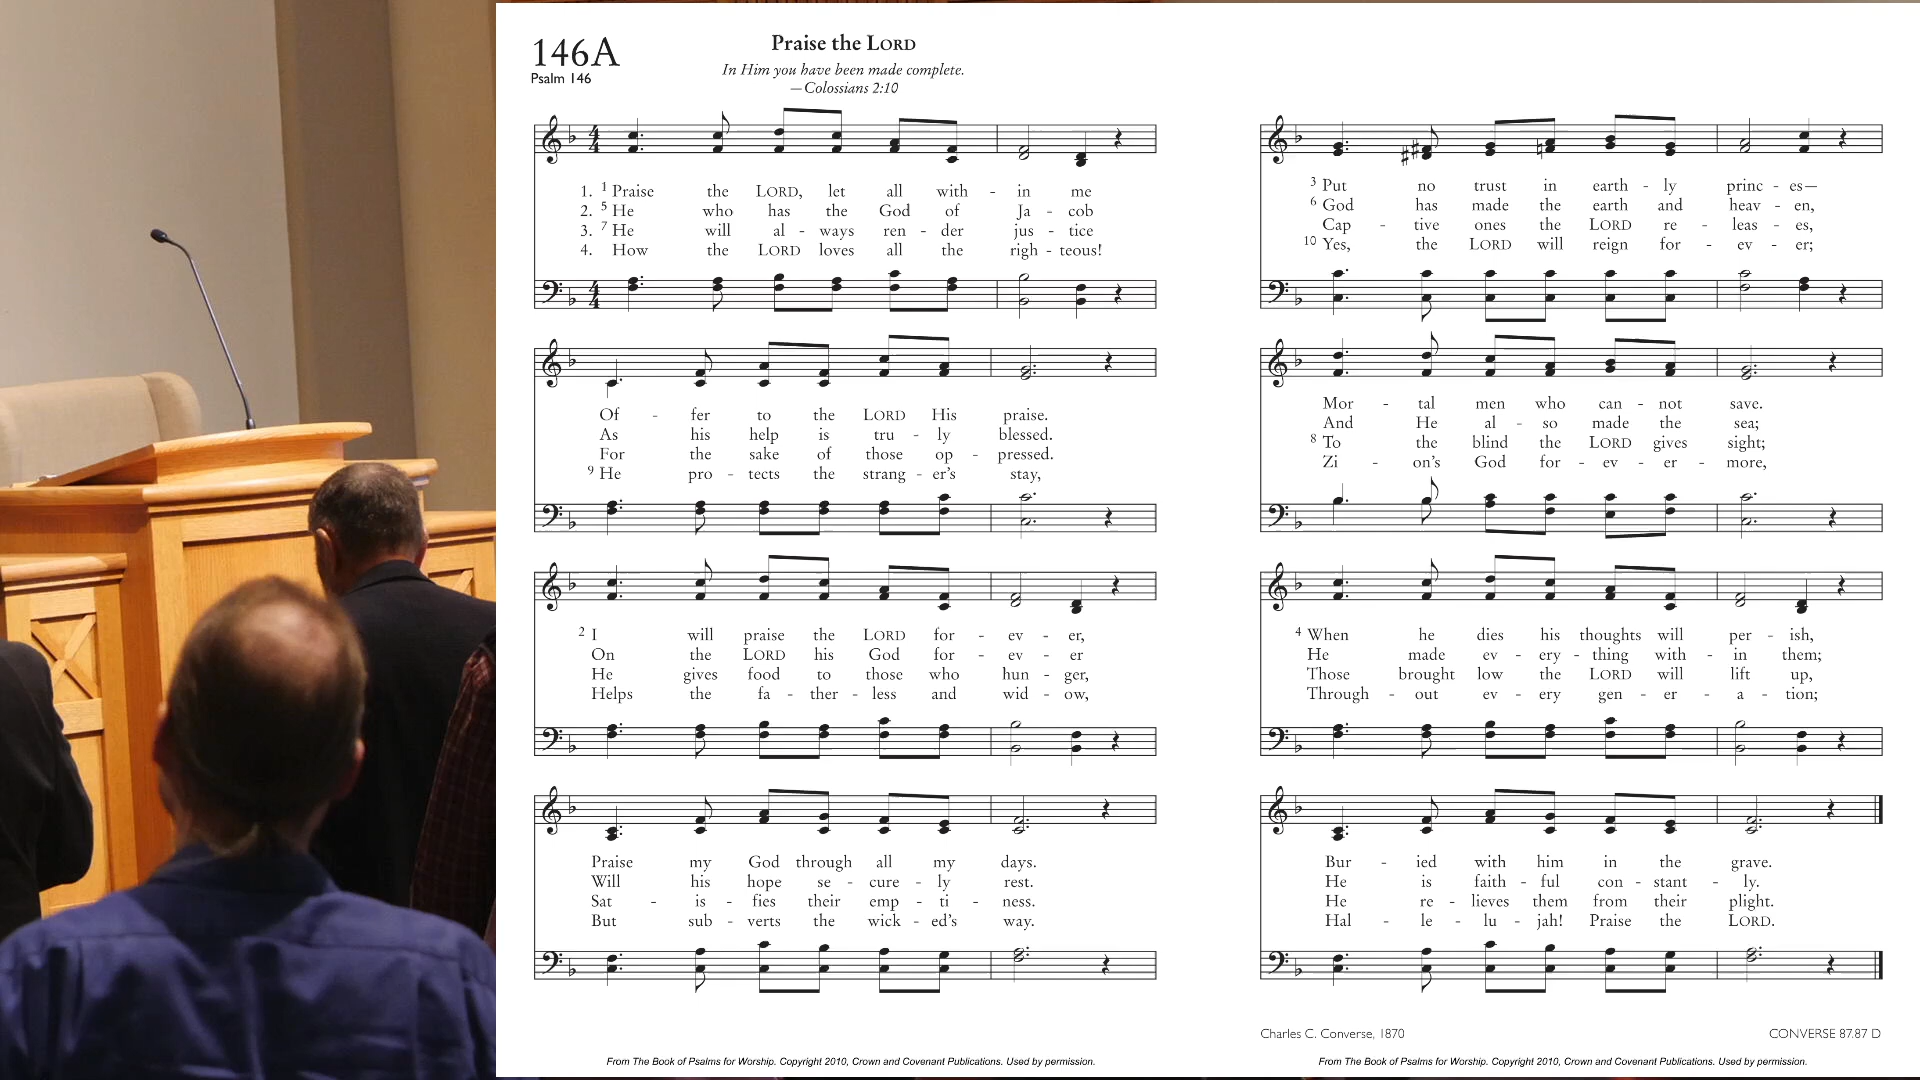 146A
Psalm 146
Praise the LORD
In Him you have been made complete.
—Colossians 2:10
1. 1 Praise the LORD, let all with - in me
2. 5 He who has the God of Ja - cob
3. 7 He will al - ways ren - der jus - tice
4. How the LORD loves all the righ - teous!
Of - fer to the LORD His praise.
As his help is tru - ly blessed.
For the sake of those op - pressed.
9 He pro - tects the strang - er's stay,
2 I will praise the LORD for - ev - er,
On the LORD his God for - ev - er
He gives food to those who hun - ger,
Helps the fa - ther - less and wid - ow,
Praise my God through all my days.
Will his hope se - cure - ly rest.
Sat - is - fies their emp - ti - ness.
But sub - verts the wick - ed's way.
From The Book of Psalms for Worship. Copyright 2010, Crown and Covenant Publications. Used by permission.
3 Put no trust in earth - ly princ - es—
6 God has made the earth and heav - en,
Cap - tive ones the LORD re - leas - es,
10 Yes, the LORD will reign for - ev - er;
Mor - tal men who can - not save.
And He al - so made the sea;
8 To the blind the LORD gives sight;
Zi - on's God for - ev - er - more,
4 When he dies his thoughts will per - ish,
He made ev - ery - thing with - in them;
Those brought low the LORD will lift up,
Through - out ev - ery gen - er - a - tion;
Bur - ied with him in the grave.
He is faith - ful con - stant - ly.
He re - lieves them from their plight.
Hal - le - lu - jah! Praise the LORD.
Charles C. Converse, 1870
CONVERSE 87.87 D
From The Book of Psalms for Worship. Copyright 2010, Crown and Covenant Publications. Used by permission.